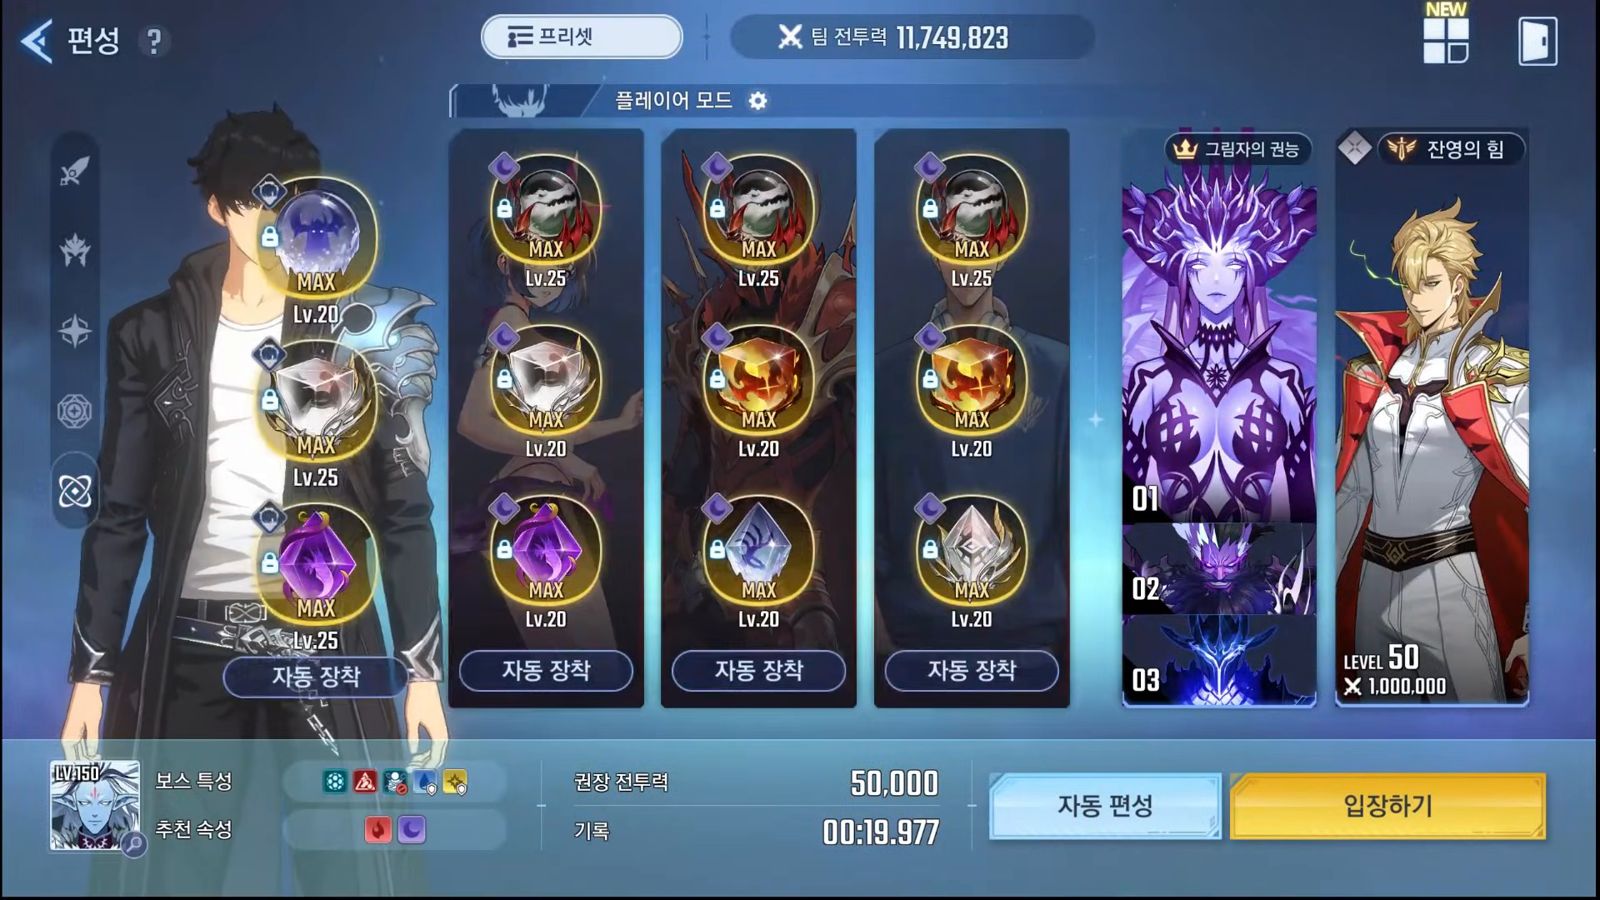 편성 ?
프리셋
팀 전투력 11,749,823
NEW
플레이어 모드
그림자의 권능
잔영의 힘
MAX
Lv.20
MAX
Lv.25
MAX
Lv.25
자동 장착
MAX
Lv.25
MAX
Lv.20
MAX
Lv.20
자동 장착
MAX
Lv.25
MAX
Lv.20
MAX
Lv.20
자동 장착
MAX
Lv.25
MAX
Lv.20
MAX
Lv.20
자동 장착
01
02
03
LEVEL 50
1,000,000
LV.150
보스 특성
추천 속성
권장 전투력 50,000
기록 00:19.977
자동 편성
입장하기